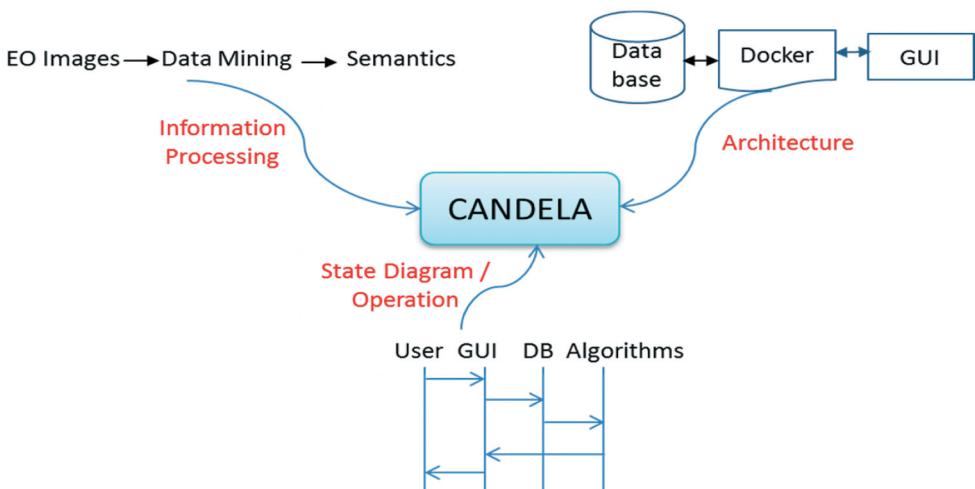 EO Images
Data Mining
Semantics
Data
base
Docker
GUI
Information
Processing
Architecture
CANDELA
State Diagram /
Operation
User GUI DB Algorithms